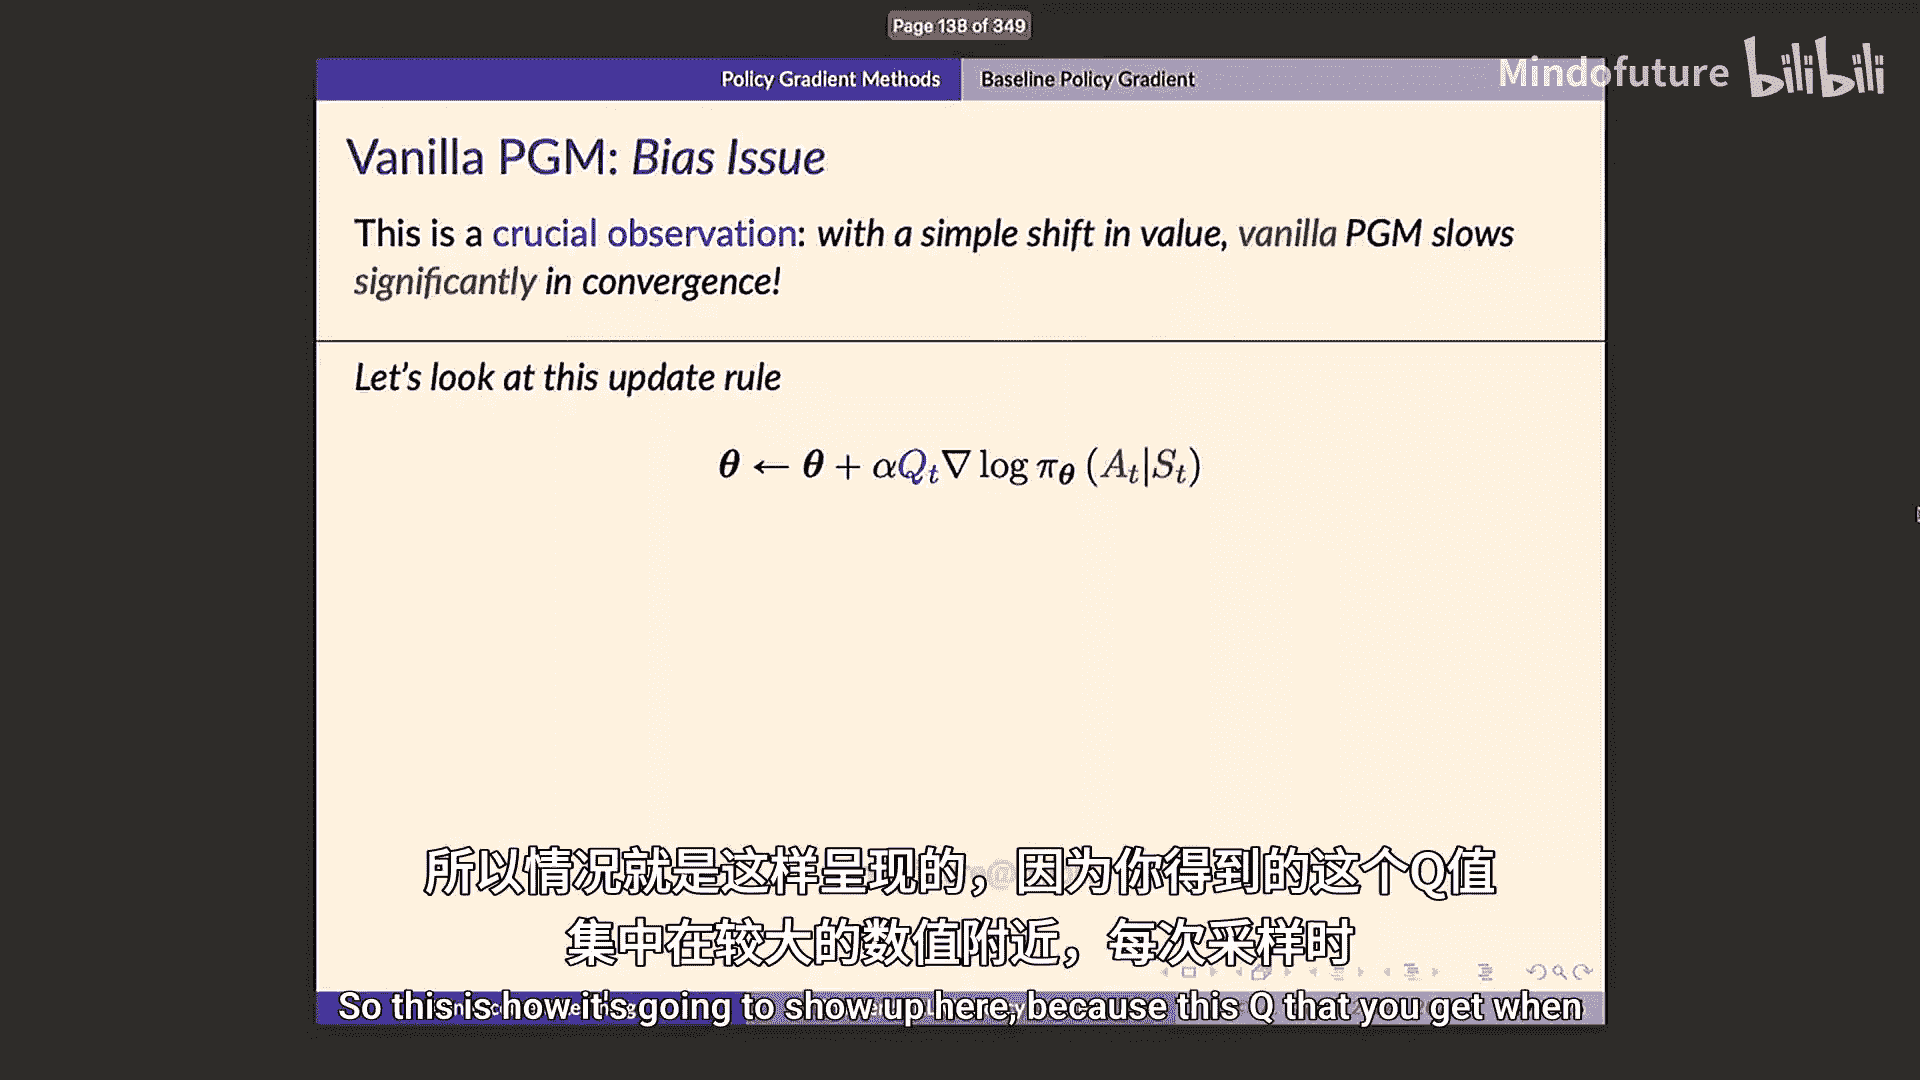 Page 138 of 349
Mindofuture bilibili
Policy Gradient Methods Baseline Policy Gradient
Vanilla PGM: Bias Issue
This is a crucial observation: with a simple shift in value, vanilla PGM slows
significantly in convergence!
Let's look at this update rule
θ ← θ + αQ_t∇ log π_θ (A_t|S_t)
所以情况就是这样呈现的，因为你得到的这个Q值
集中在较大的数值附近，每次采样时
So this is how it's going to show up here, because this Q that you get when